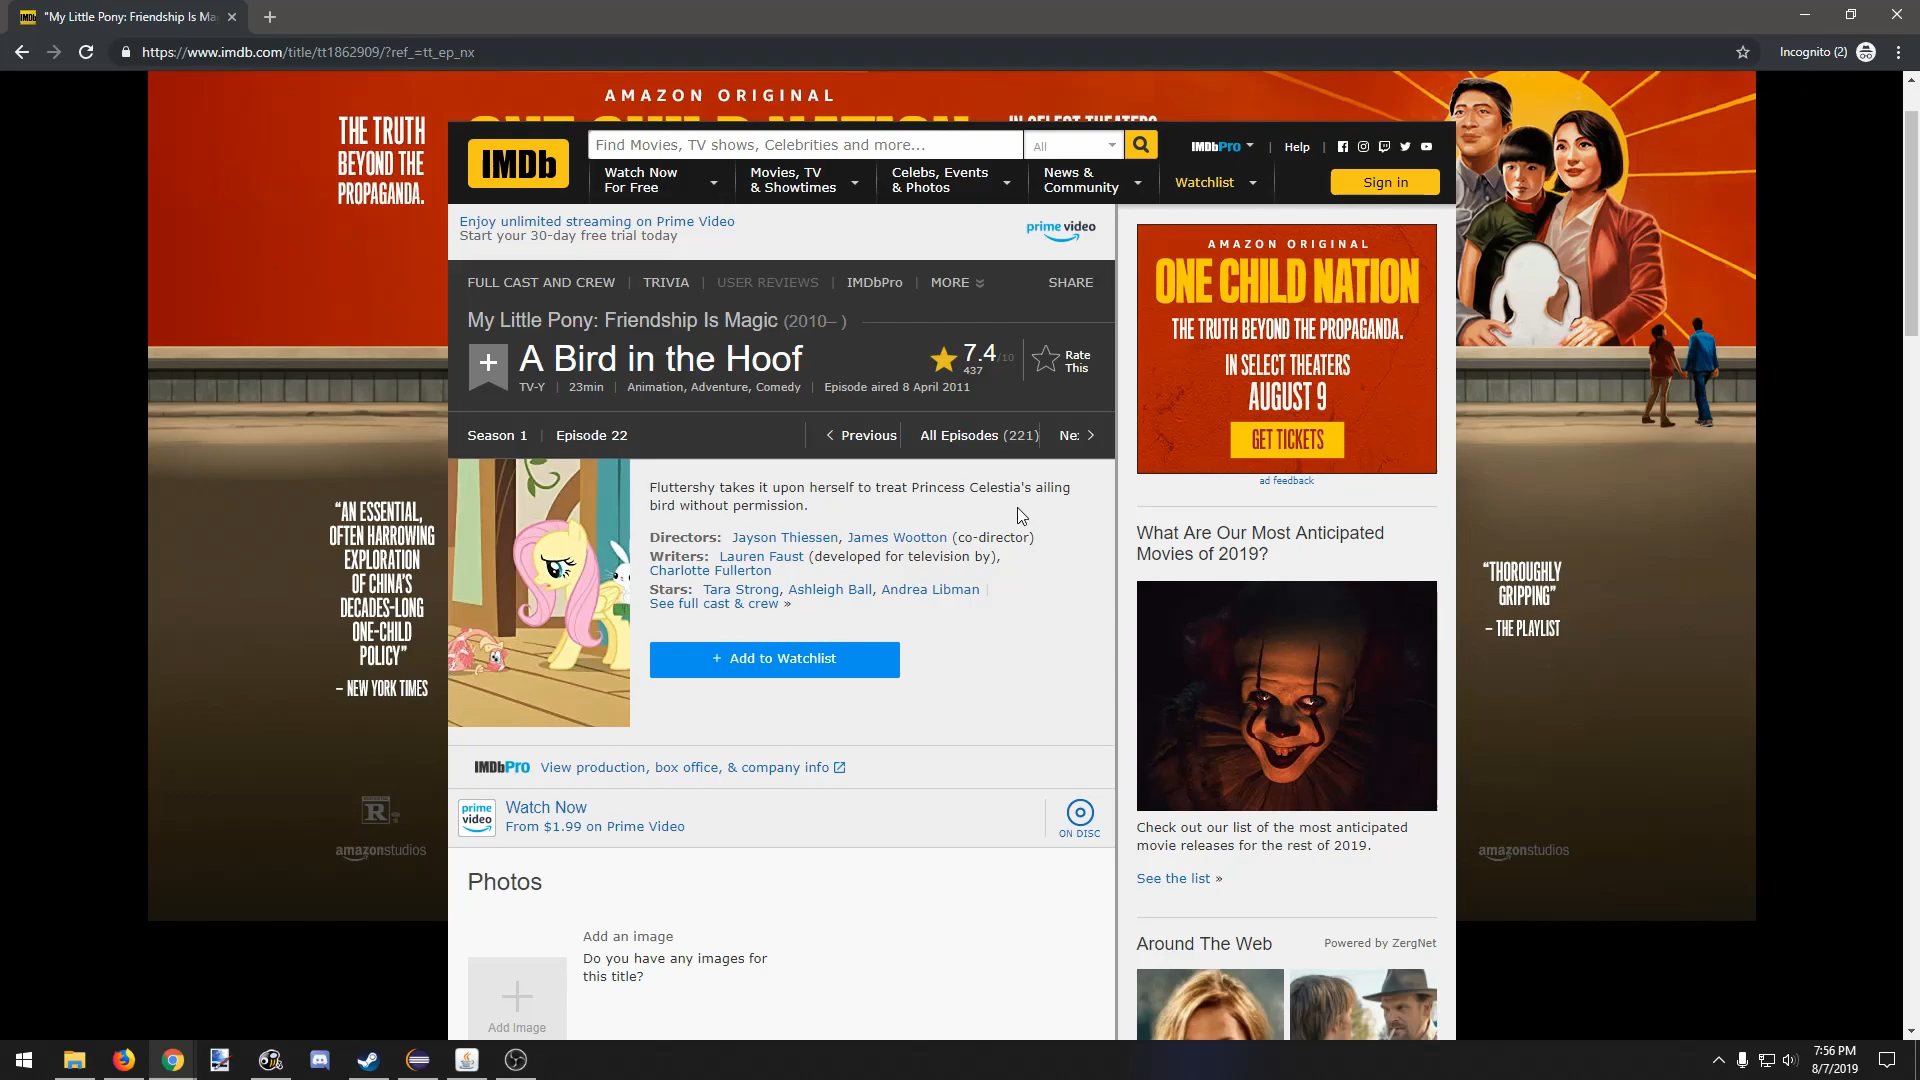 "My Little Pony: Friendship Is Ma
https://www.imdb.com/title/tt1862909/?ref_=tt_ep_nx
Incognito (2)
AMAZON ORIGINAL
THE TRUTH
BEYOND THE
PROPAGANDA.
IMDb
Find Movies, TV shows, Celebrities and more...
All
IMDbPro
Help
Watch Now
For Free
Movies, TV
& Showtimes
Celebs, Events
& Photos
News &
Community
Watchlist
Sign in
Enjoy unlimited streaming on Prime Video
Start your 30-day free trial today
prime video
FULL CAST AND CREW | TRIVIA | USER REVIEWS | IMDbPro | MORE
SHARE
My Little Pony: Friendship Is Magic (2010– )
+ A Bird in the Hoof
7.4/10
437
Rate
This
TV-Y | 23min | Animation, Adventure, Comedy | Episode aired 8 April 2011
Season 1 | Episode 22
Previous
All Episodes (221)
Fluttershy takes it upon herself to treat Princess Celestia's ailing
bird without permission.
Directors: Jayson Thiessen, James Wootton (co-director)
Writers: Lauren Faust (developed for television by),
Charlotte Fullerton
Stars: Tara Strong, Ashleigh Ball, Andrea Libman |
See full cast & crew »
+ Add to Watchlist
IMDbPro View production, box office, & company info
prime
video
Watch Now
From $1.99 on Prime Video
ON DISC
Photos
Add an image
Do you have any images for
this title?
Add Image
AMAZON ORIGINAL
ONE CHILD NATION
THE TRUTH BEYOND THE PROPAGANDA.
IN SELECT THEATERS
AUGUST 9
GET TICKETS
ad feedback
What Are Our Most Anticipated
Movies of 2019?
Check out our list of the most anticipated
movie releases for the rest of 2019.
See the list »
Around The Web
Powered by ZergNet
"AN ESSENTIAL,
OFTEN HARROWING
EXPLORATION
OF CHINA'S
DECADES-LONG
ONE-CHILD
POLICY"
– NEW YORK TIMES
R
amazonstudios
"THOROUGHLY
GRIPPING"
– THE PLAYLIST
amazonstudios
7:56 PM
8/7/2019